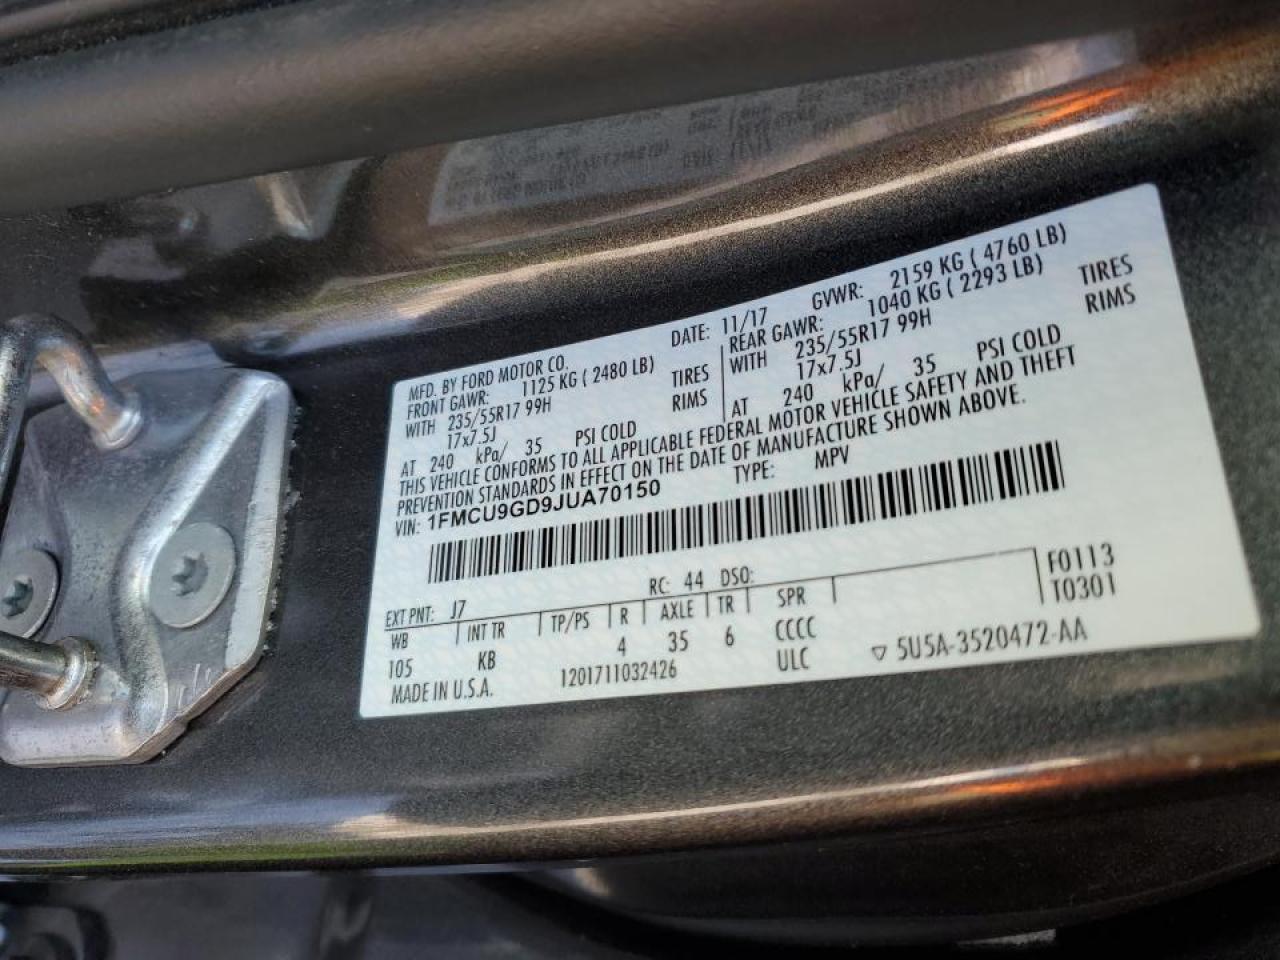 MFD. BY FORD MOTOR CO. DATE: 11/17 GVWR: 2159 KG ( 4760 LB)
FRONT GAWR: 1125 KG ( 2480 LB) REAR GAWR: 1040 KG ( 2293 LB)
WITH 235/55R17 99H TIRES WITH 235/55R17 99H TIRES
17x7.5J RIMS 17x7.5J RIMS
AT 240 kPa/ 35 PSI COLD AT 240 kPa/ 35 PSI COLD
THIS VEHICLE CONFORMS TO ALL APPLICABLE FEDERAL MOTOR VEHICLE SAFETY AND THEFT
PREVENTION STANDARDS IN EFFECT ON THE DATE OF MANUFACTURE SHOWN ABOVE.
VIN: 1FMCU9GD9JUA70150 TYPE: MPV
EXT PNT: J7 RC: 44 DSO: F0113
WB INT TR TP/PS R AXLE TR SPR T0301
105 KB 4 35 6 CCCC
MADE IN U.S.A. 1201711032426 ULC ▽ 5U5A-3520472-AA